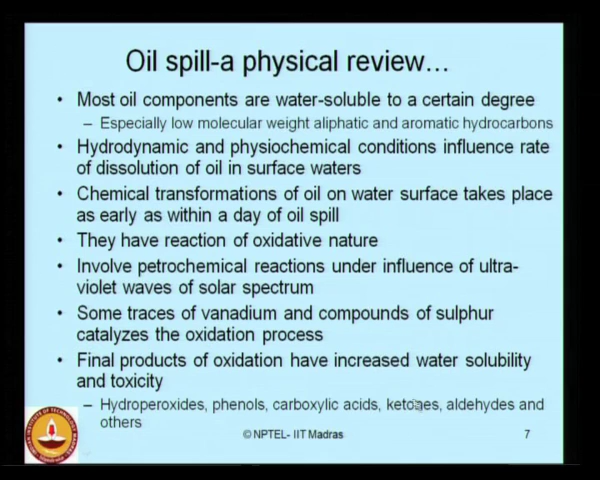 Oil spill-a physical review...
• Most oil components are water-soluble to a certain degree
– Especially low molecular weight aliphatic and aromatic hydrocarbons
• Hydrodynamic and physiochemical conditions influence rate
of dissolution of oil in surface waters
• Chemical transformations of oil on water surface takes place
as early as within a day of oil spill
• They have reaction of oxidative nature
• Involve petrochemical reactions under influence of ultra-
violet waves of solar spectrum
• Some traces of vanadium and compounds of sulphur
catalyzes the oxidation process
• Final products of oxidation have increased water solubility
and toxicity
– Hydroperoxides, phenols, carboxylic acids, ketones, aldehydes and
others
© NPTEL- IIT Madras
7